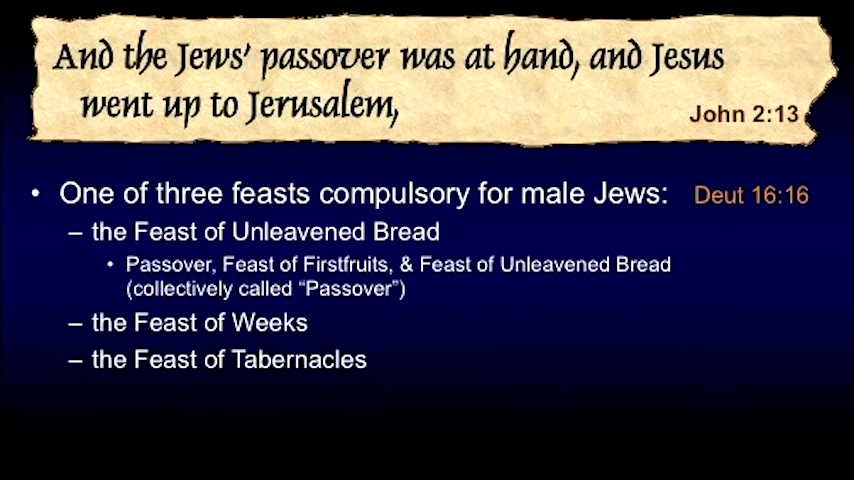 And the Jews' passover was at hand, and Jesus
went up to Jerusalem,
John 2:13
• One of three feasts compulsory for male Jews: Deut 16:16
– the Feast of Unleavened Bread
• Passover, Feast of Firstfruits, & Feast of Unleavened Bread
(collectively called “Passover”)
– the Feast of Weeks
– the Feast of Tabernacles